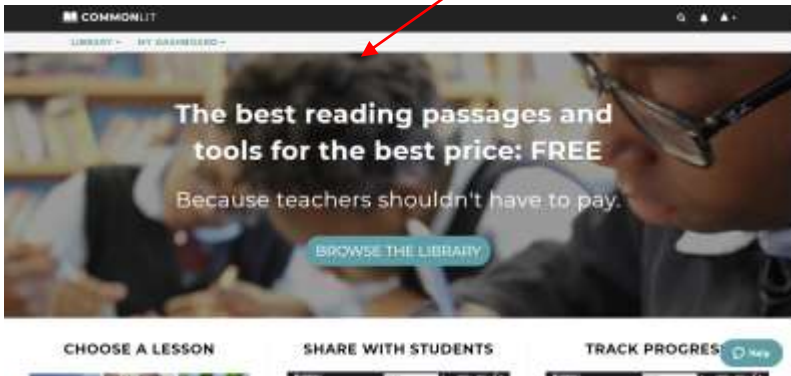 COMMONLIT
LIBRARY MY DASHBOARD
The best reading passages and
tools for the best price: FREE
Because teachers shouldn't have to pay.
BROWSE THE LIBRARY
CHOOSE A LESSON SHARE WITH STUDENTS TRACK PROGRES
Help